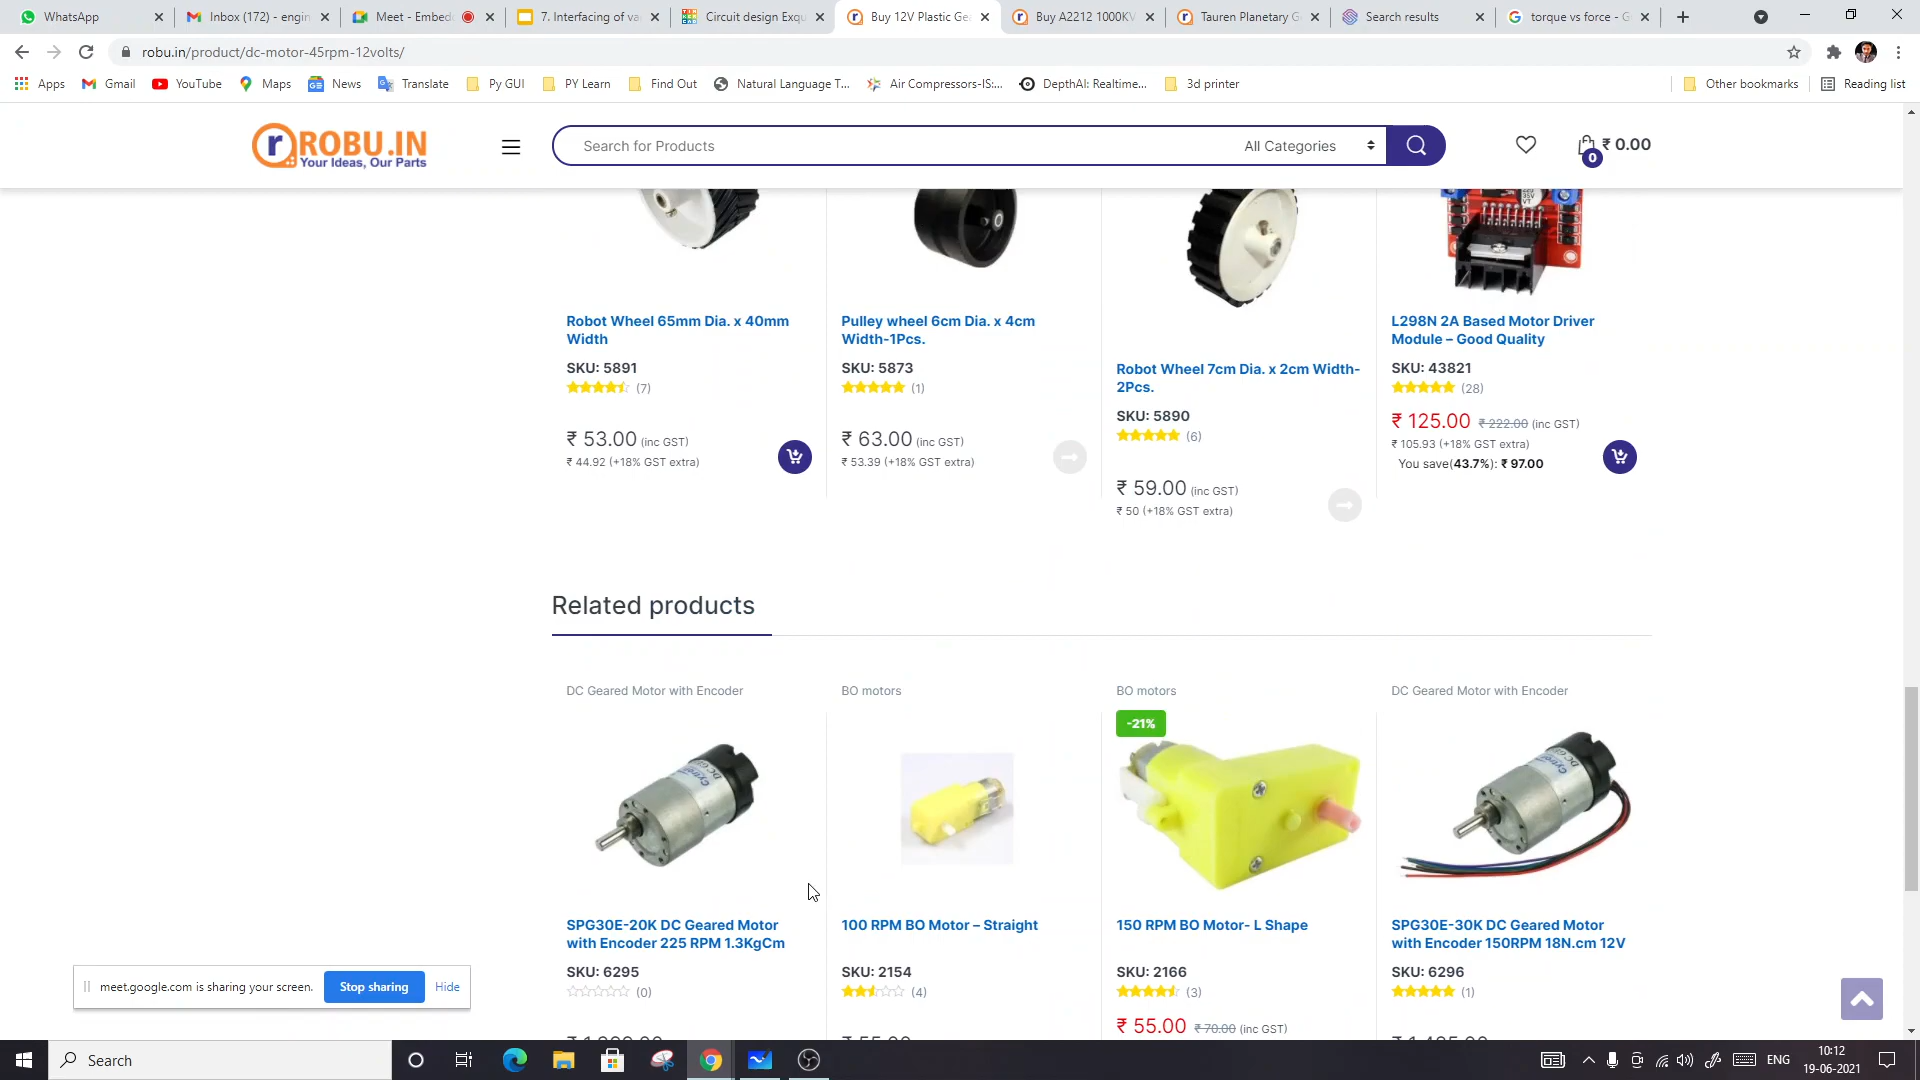 WhatsApp
Inbox (172) - engin
Meet - Embed
7. Interfacing of va
Circuit design Exqu
Buy 12V Plastic Ge
Buy A2212 1000KV
Tauren Planetary G
Search results
torque vs force - G
robu.in/product/dc-motor-45rpm-12volts/
Apps
Gmail
YouTube
Maps
News
Translate
Py GUI
PY Learn
Find Out
Natural Language T...
Air Compressors-IS:...
DepthAI: Realtime...
3d printer
Other bookmarks
Reading list
ROBU.IN
Your Ideas, Our Parts
Search for Products
All Categories
0
₹ 0.00
Robot Wheel 65mm Dia. x 40mm
Width
SKU: 5891
(7)
₹ 53.00 (inc GST)
₹ 44.92 (+18% GST extra)
Pulley wheel 6cm Dia. x 4cm
Width-1Pcs.
SKU: 5873
(1)
₹ 63.00 (inc GST)
₹ 53.39 (+18% GST extra)
Robot Wheel 7cm Dia. x 2cm Width-
2Pcs.
SKU: 5890
(6)
₹ 59.00 (inc GST)
₹ 50 (+18% GST extra)
L298N 2A Based Motor Driver
Module – Good Quality
SKU: 43821
(28)
₹ 125.00 ₹ 222.00 (inc GST)
₹ 105.93 (+18% GST extra)
You save(43.7%): ₹ 97.00
Related products
DC Geared Motor with Encoder
SPG30E-20K DC Geared Motor
with Encoder 225 RPM 1.3KgCm
SKU: 6295
(0)
BO motors
100 RPM BO Motor – Straight
SKU: 2154
(4)
BO motors
-21%
150 RPM BO Motor- L Shape
SKU: 2166
(3)
₹ 55.00 ₹ 70.00 (inc GST)
DC Geared Motor with Encoder
SPG30E-30K DC Geared Motor
with Encoder 150RPM 18N.cm 12V
SKU: 6296
(1)
meet.google.com is sharing your screen.
Stop sharing
Hide
Search
ENG
10:12
19-06-2021